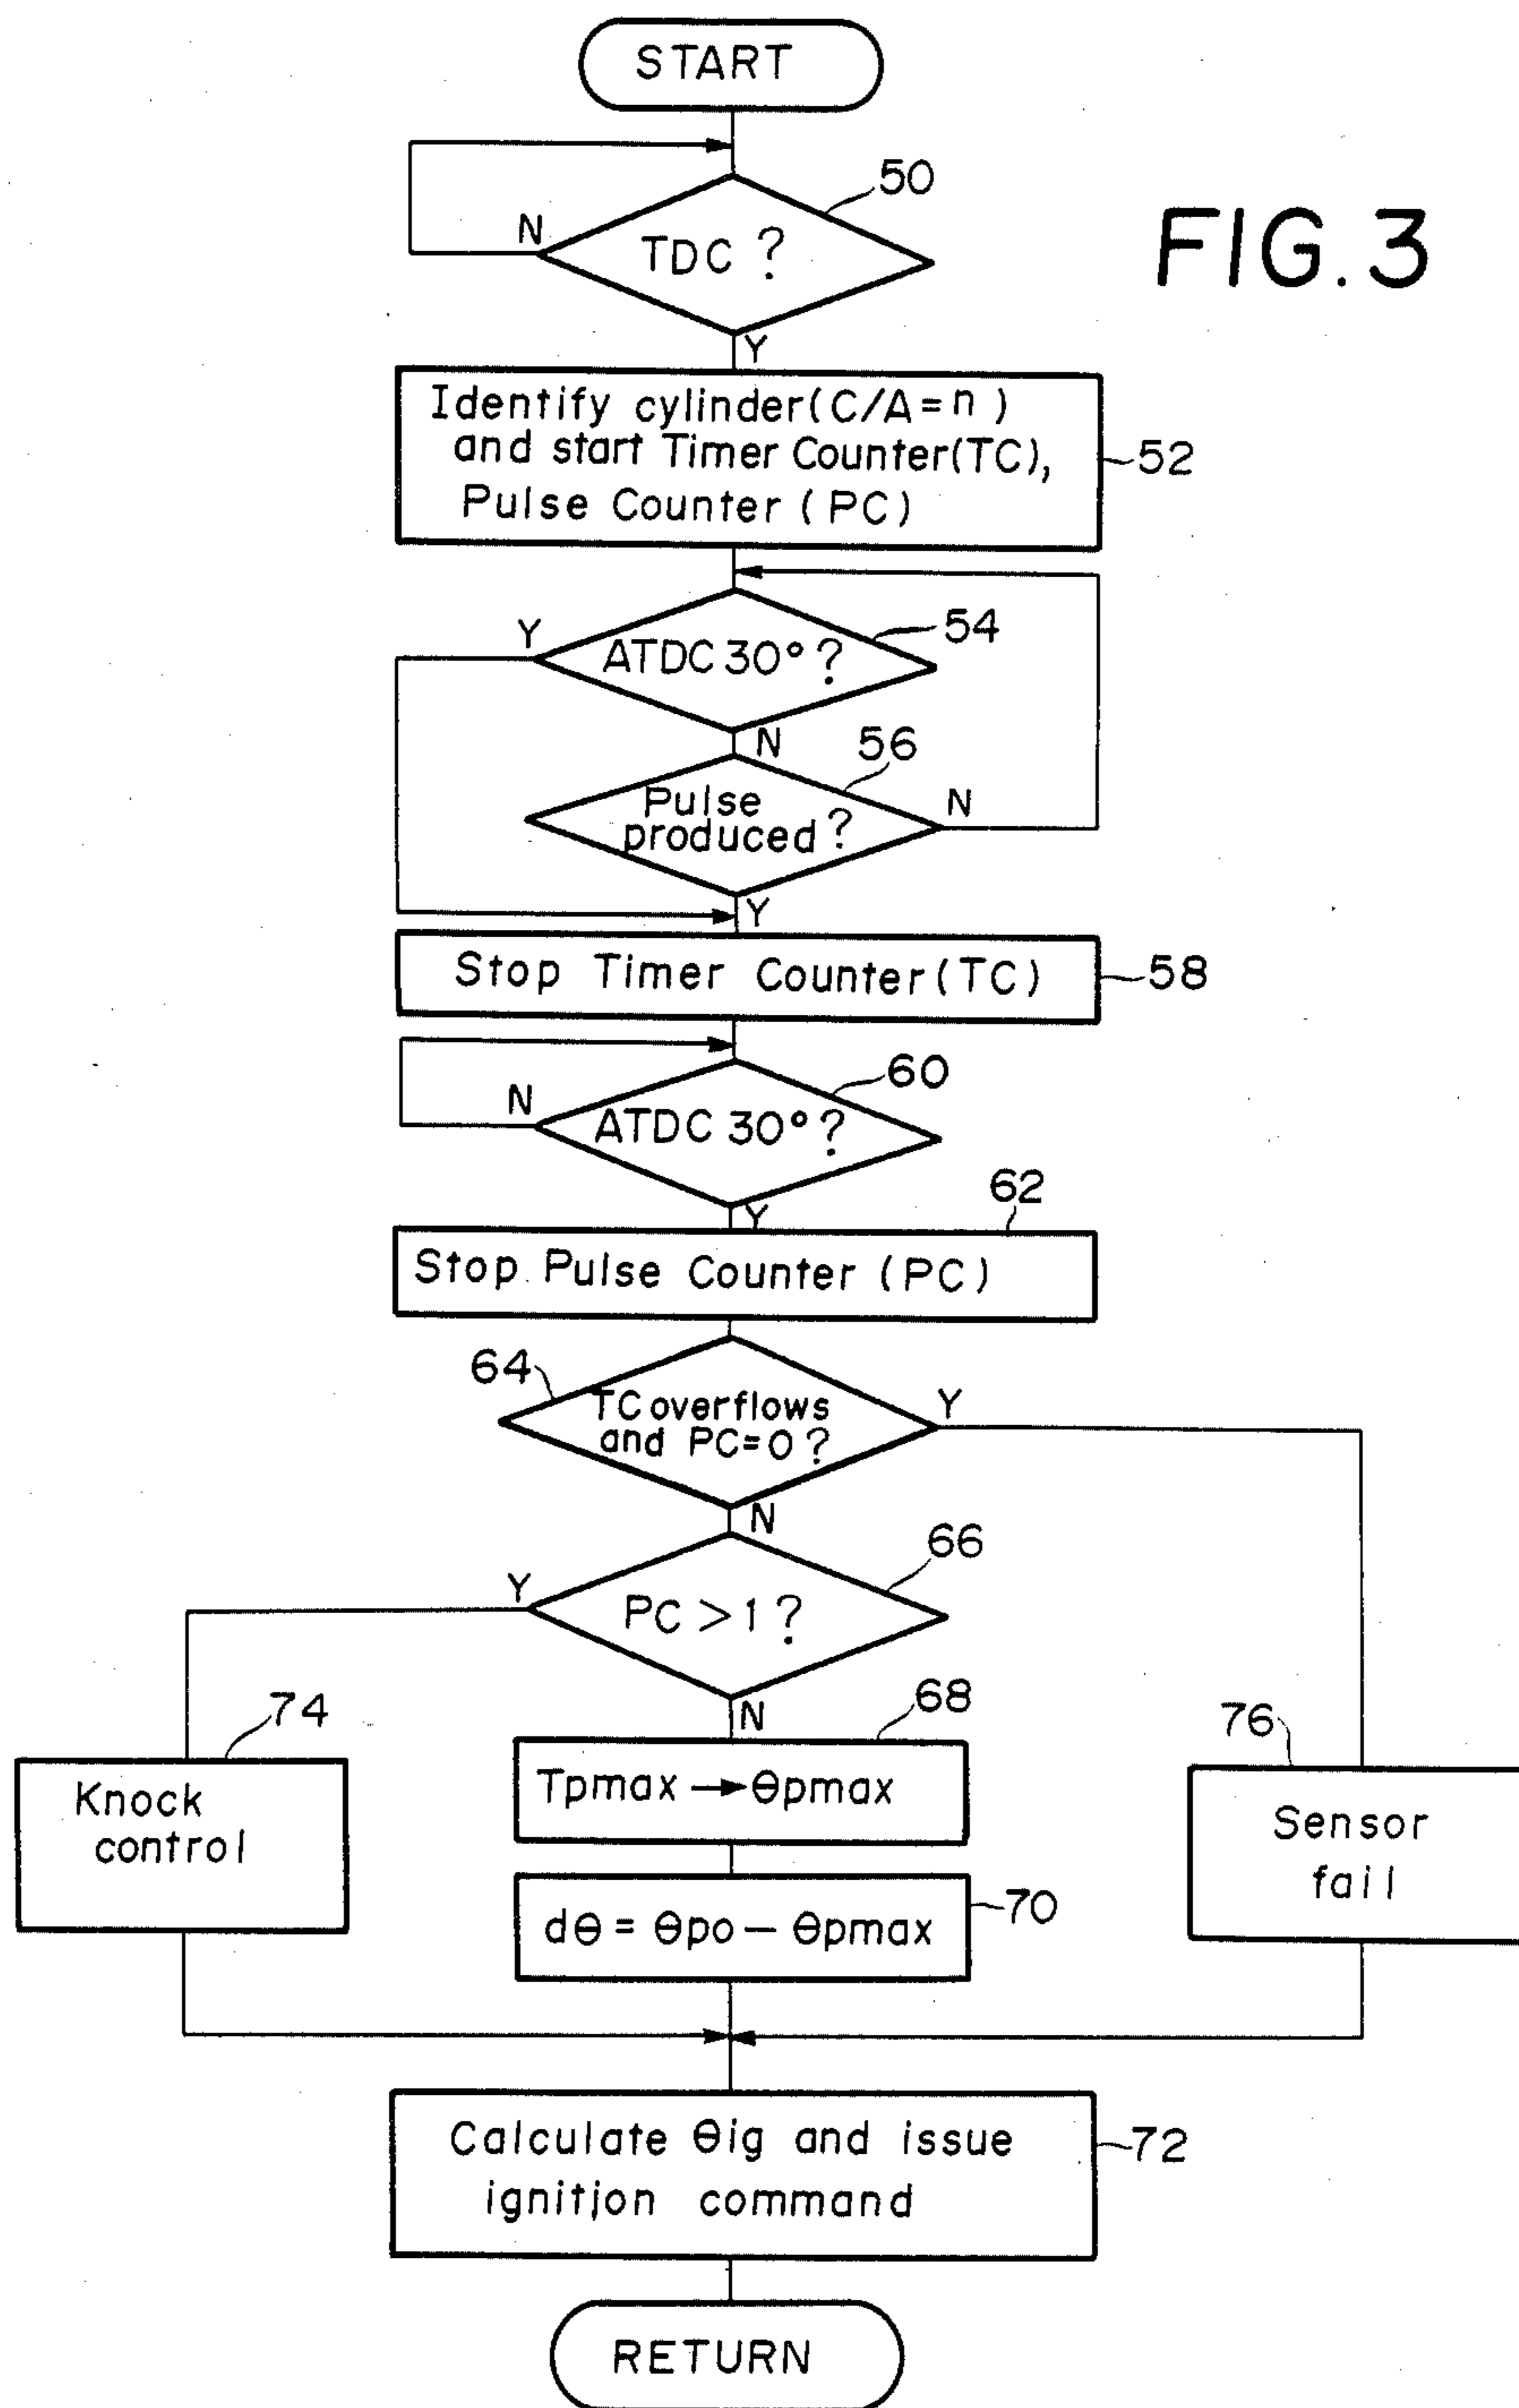 START
50
FIG. 3
N
TDC ?
Y
Identify cylinder (C/A=n)
and start Timer Counter (TC),
Pulse Counter (PC)
52
Y
ATDC 30° ?
54
N
56
Pulse
produced ?
N
Y
Stop Timer Counter (TC)
58
60
N
ATDC 30° ?
Y
62
Stop Pulse Counter (PC)
64
TC overflows
and PC=0 ?
Y
N
66
Y
PC > 1 ?
N
68
74
76
Tpmax → θpmax
Knock
control
Sensor
fail
dθ = θpo − θpmax
70
Calculate θig and issue
ignition command
72
RETURN